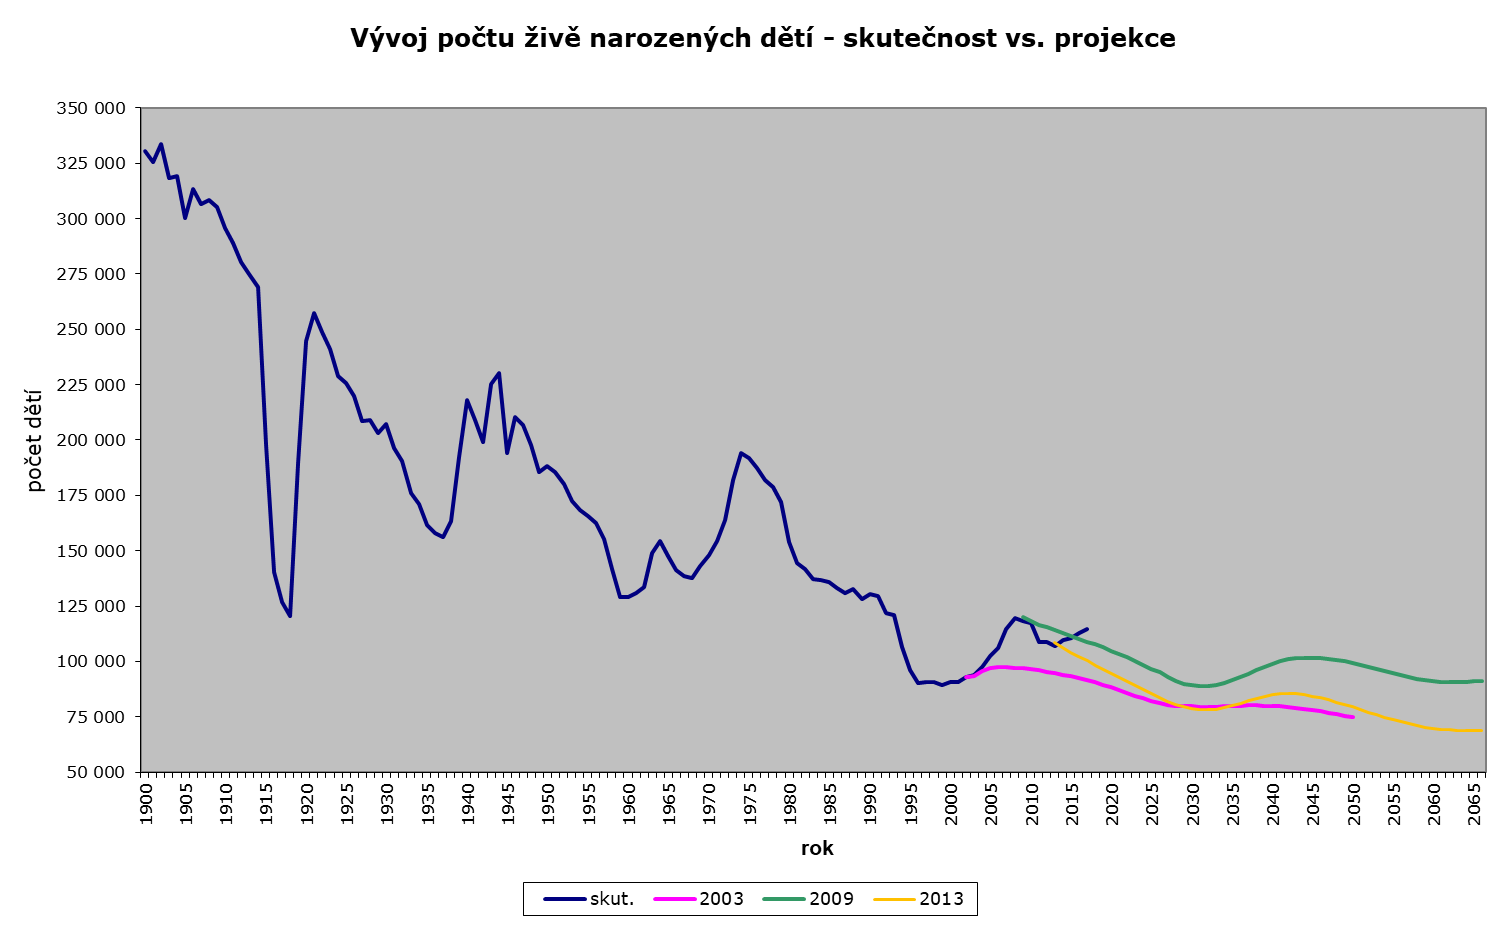 Vývoj počtu živě narozených dětí - skutečnost vs. projekce
350 000
325 000
300 000
275 000
250 000
225 000
200 000
175 000
150 000
125 000
100 000
75 000
50 000
počet dětí
1900 1905 1910 1915 1920 1925 1930 1935 1940 1945 1950 1955 1960 1965 1970 1975 1980 1985 1990 1995 2000 2005 2010 2015 2020 2025 2030 2035 2040 2045 2050 2055 2060 2065
rok
skut. 2003 2009 2013